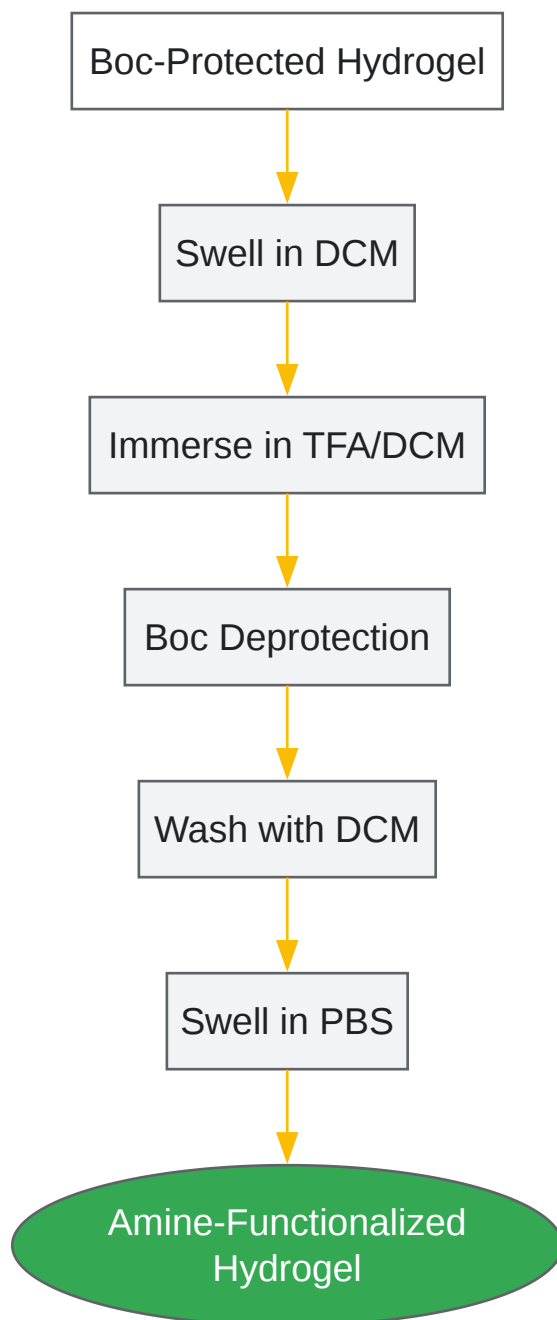 Boc-Protected Hydrogel
Swell in DCM
Immerse in TFA/DCM
Boc Deprotection
Wash with DCM
Swell in PBS
Amine-Functionalized
Hydrogel